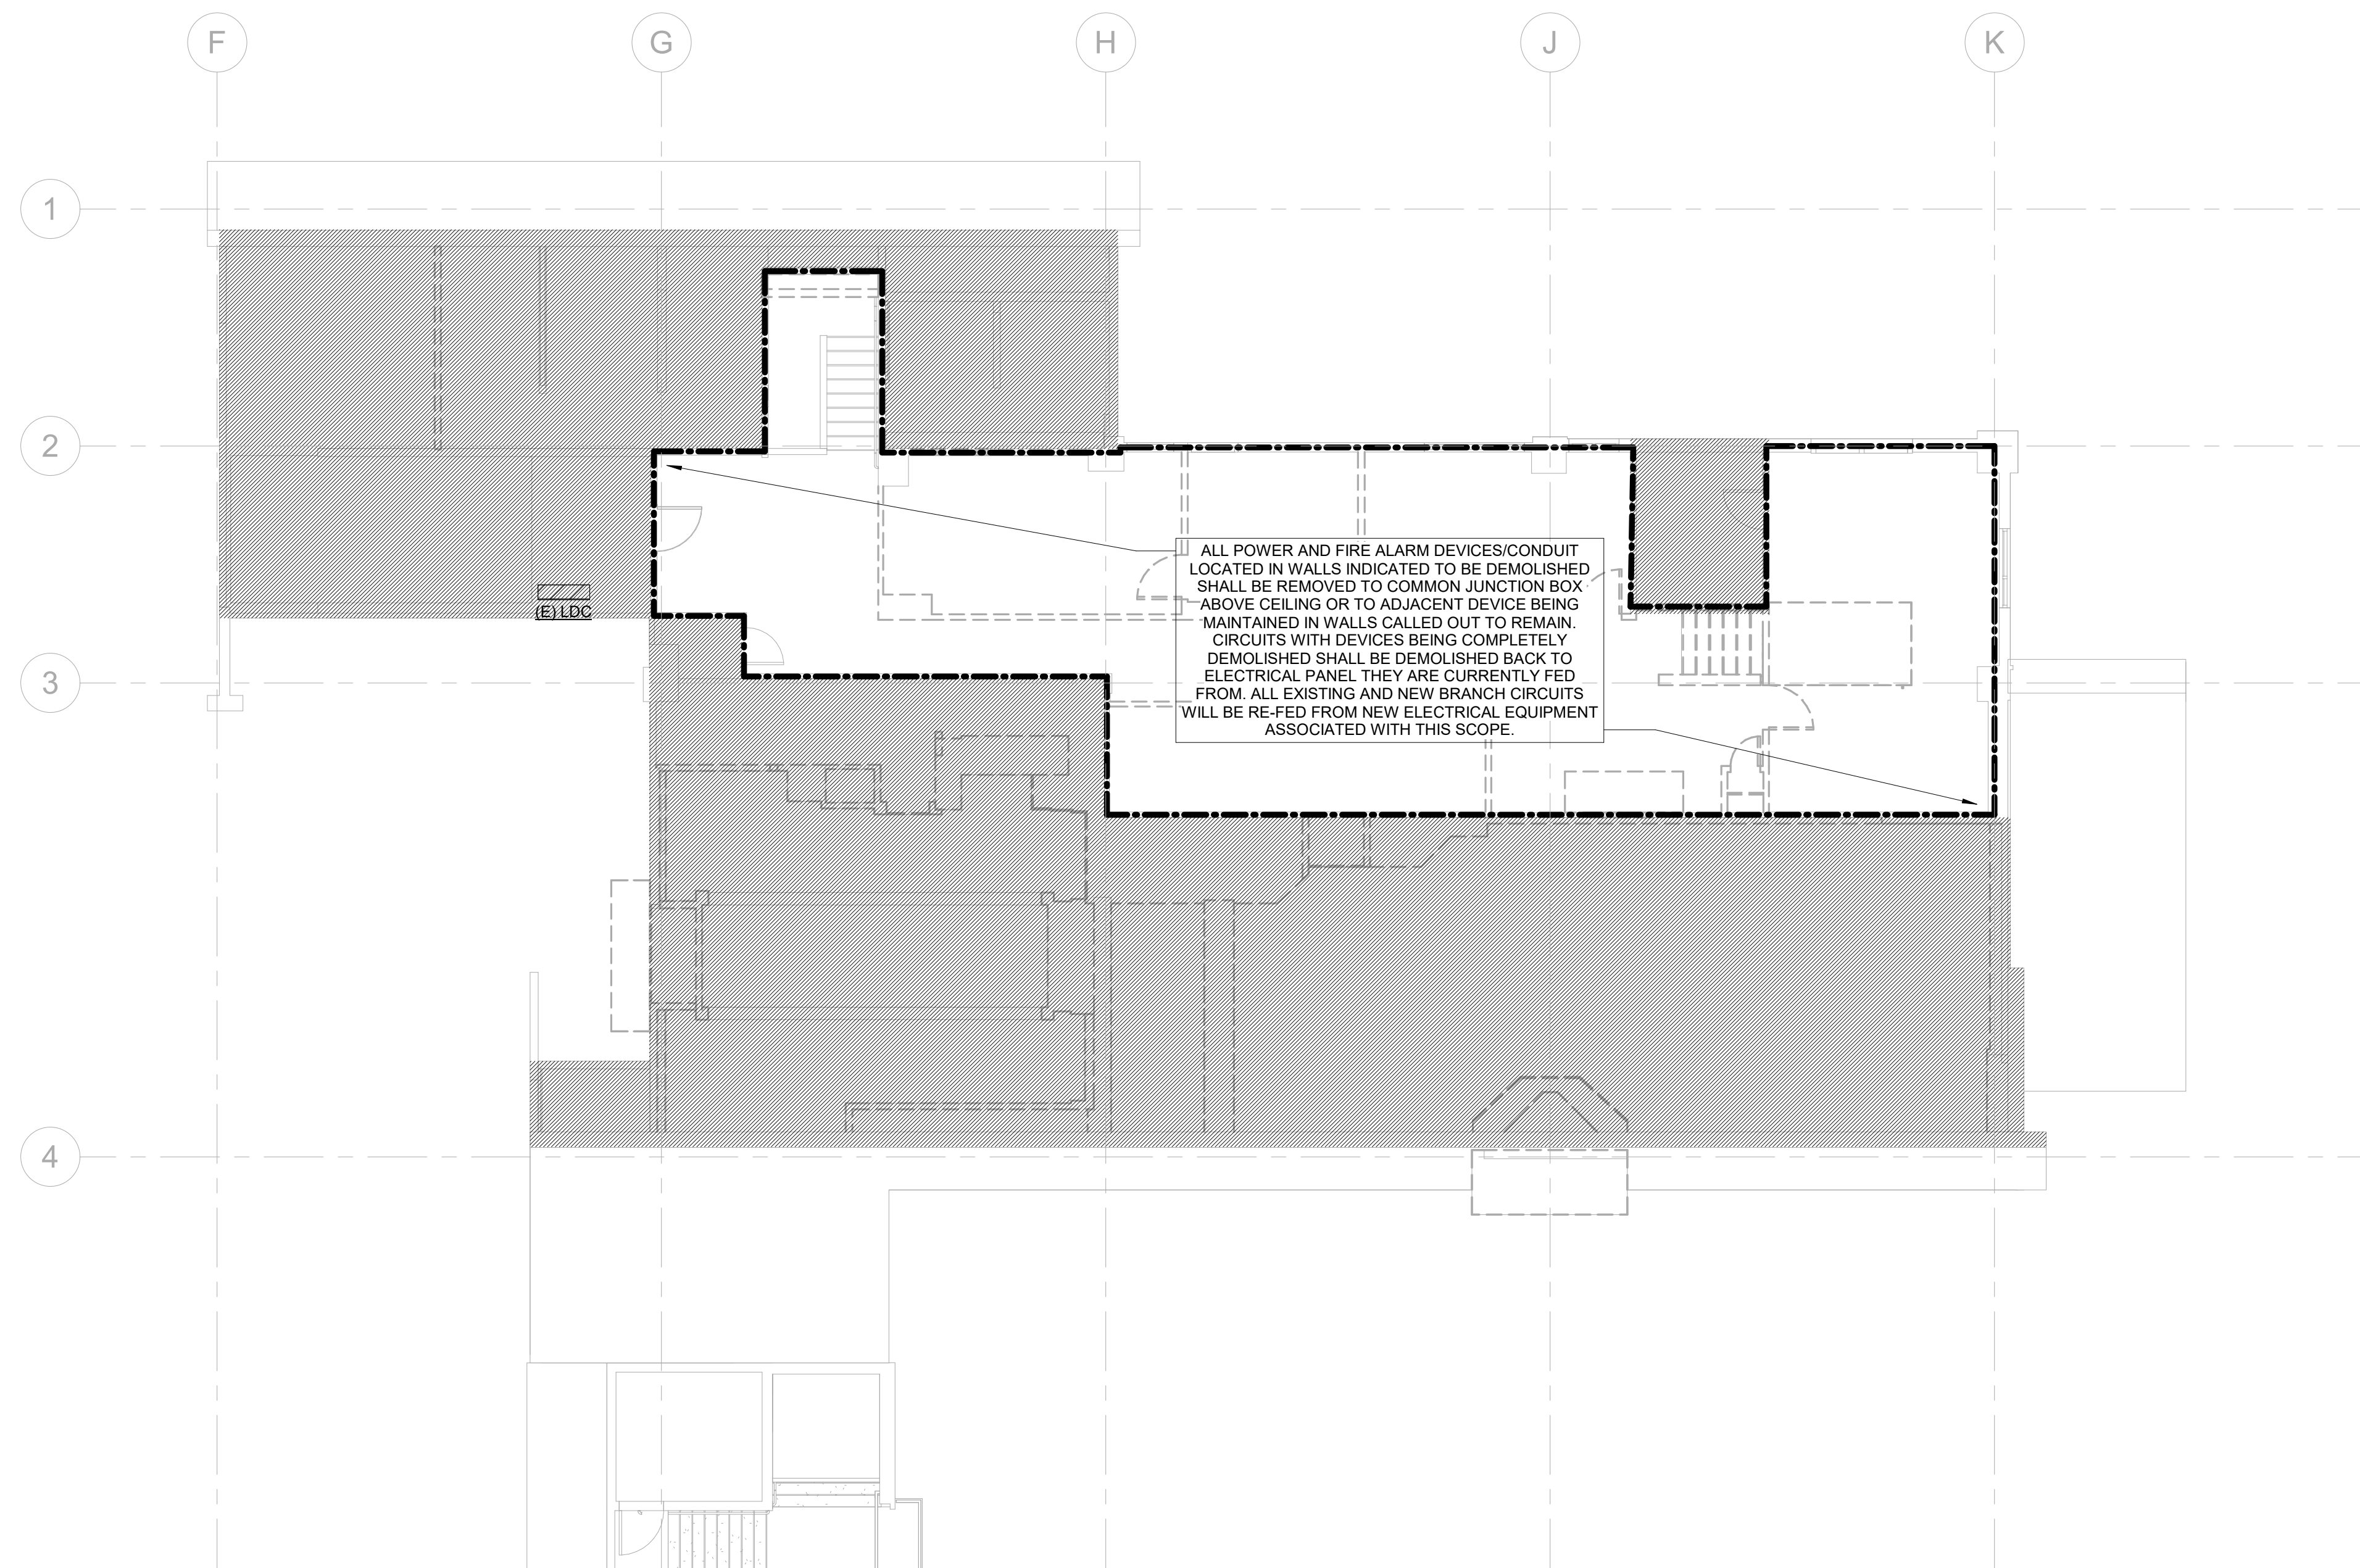 F
G
H
J
K
1
2
3
4
ALL POWER AND FIRE ALARM DEVICES/CONDUIT
LOCATED IN WALLS INDICATED TO BE DEMOLISHED
SHALL BE REMOVED TO COMMON JUNCTION BOX
ABOVE CEILING OR TO ADJACENT DEVICE BEING
MAINTAINED IN WALLS CALLED OUT TO REMAIN.
CIRCUITS WITH DEVICES BEING COMPLETELY
DEMOLISHED SHALL BE DEMOLISHED BACK TO
ELECTRICAL PANEL THEY ARE CURRENTLY FED
FROM. ALL EXISTING AND NEW BRANCH CIRCUITS
WILL BE RE-FED FROM NEW ELECTRICAL EQUIPMENT
ASSOCIATED WITH THIS SCOPE.
(E) LDC